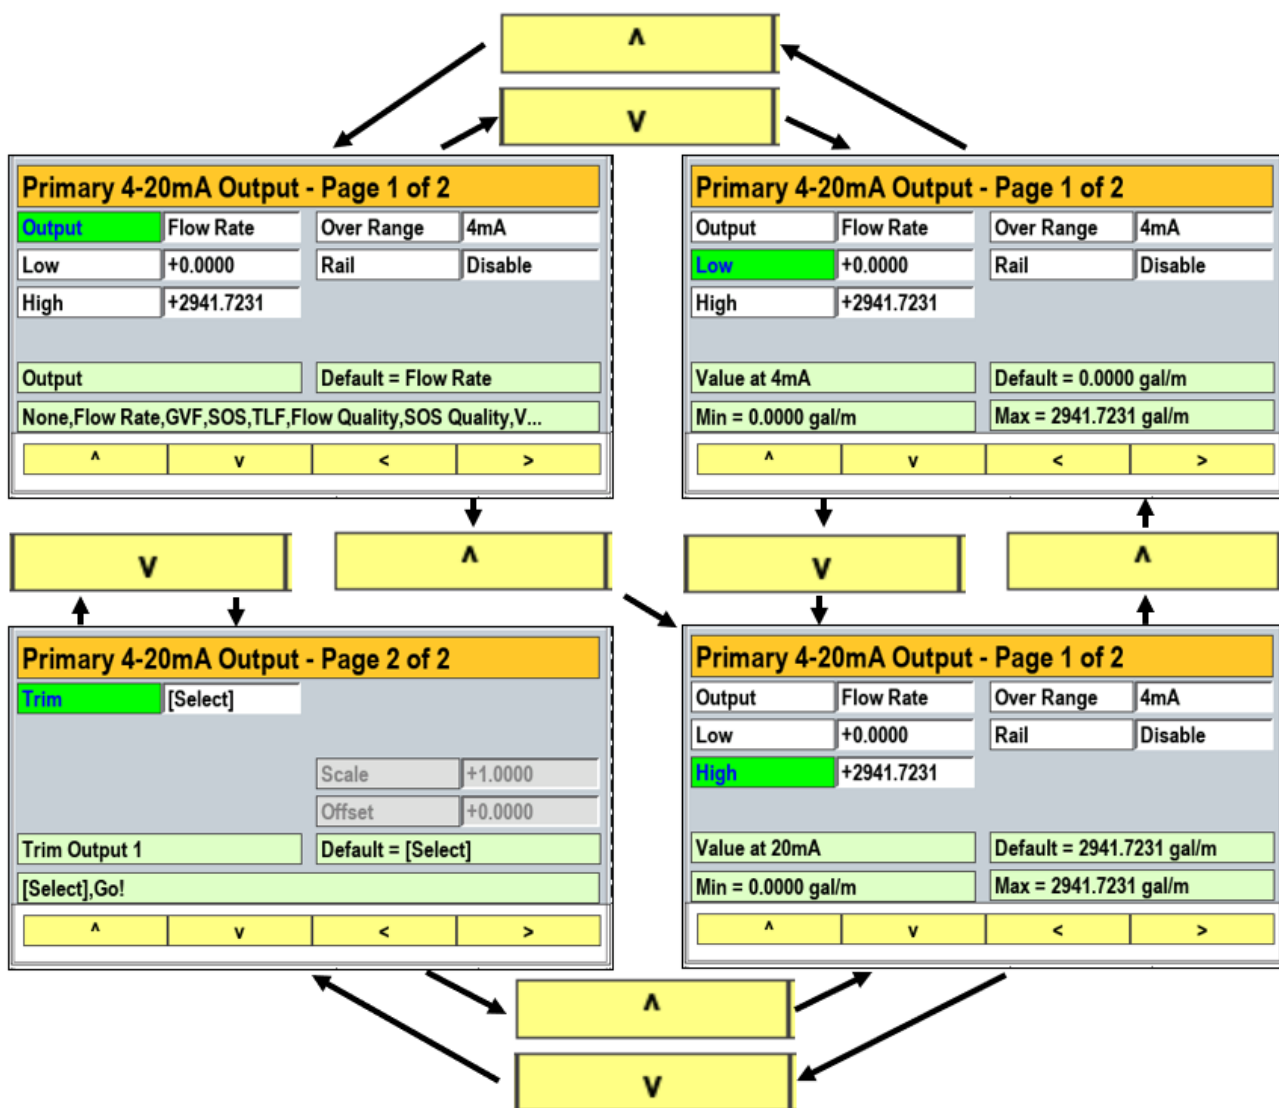 ^
v
Primary 4-20mA Output - Page 1 of 2
Output Flow Rate Over Range 4mA
Low +0.0000 Rail Disable
High +2941.7231
Output Default = Flow Rate
None,Flow Rate,GVF,SOS,TLF,Flow Quality,SOS Quality,V...
^ v < >
Primary 4-20mA Output - Page 1 of 2
Output Flow Rate Over Range 4mA
Low +0.0000 Rail Disable
High +2941.7231
Value at 4mA Default = 0.0000 gal/m
Min = 0.0000 gal/m Max = 2941.7231 gal/m
^ v < >
v ^ v ^
Primary 4-20mA Output - Page 2 of 2
Trim [Select]
Scale +1.0000
Offset +0.0000
Trim Output 1 Default = [Select]
[Select],Go!
^ v < >
Primary 4-20mA Output - Page 1 of 2
Output Flow Rate Over Range 4mA
Low +0.0000 Rail Disable
High +2941.7231
Value at 20mA Default = 2941.7231 gal/m
Min = 0.0000 gal/m Max = 2941.7231 gal/m
^ v < >
^
v